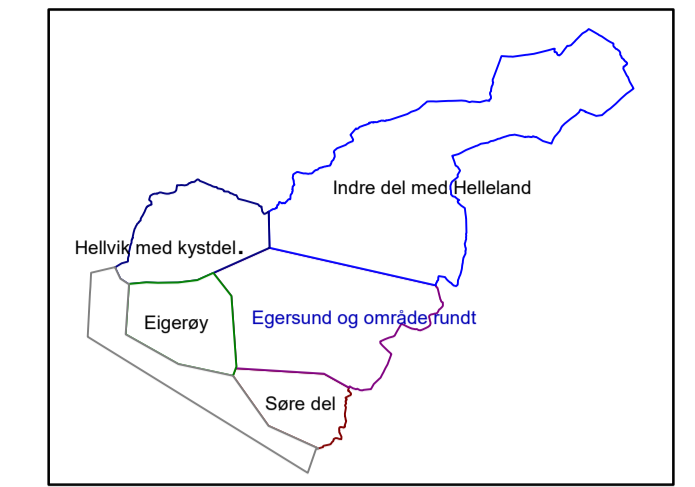 Indre del med Helleland
Hellvik med kystdel.
Eigerøy
Egersund og område rundt
Søre del